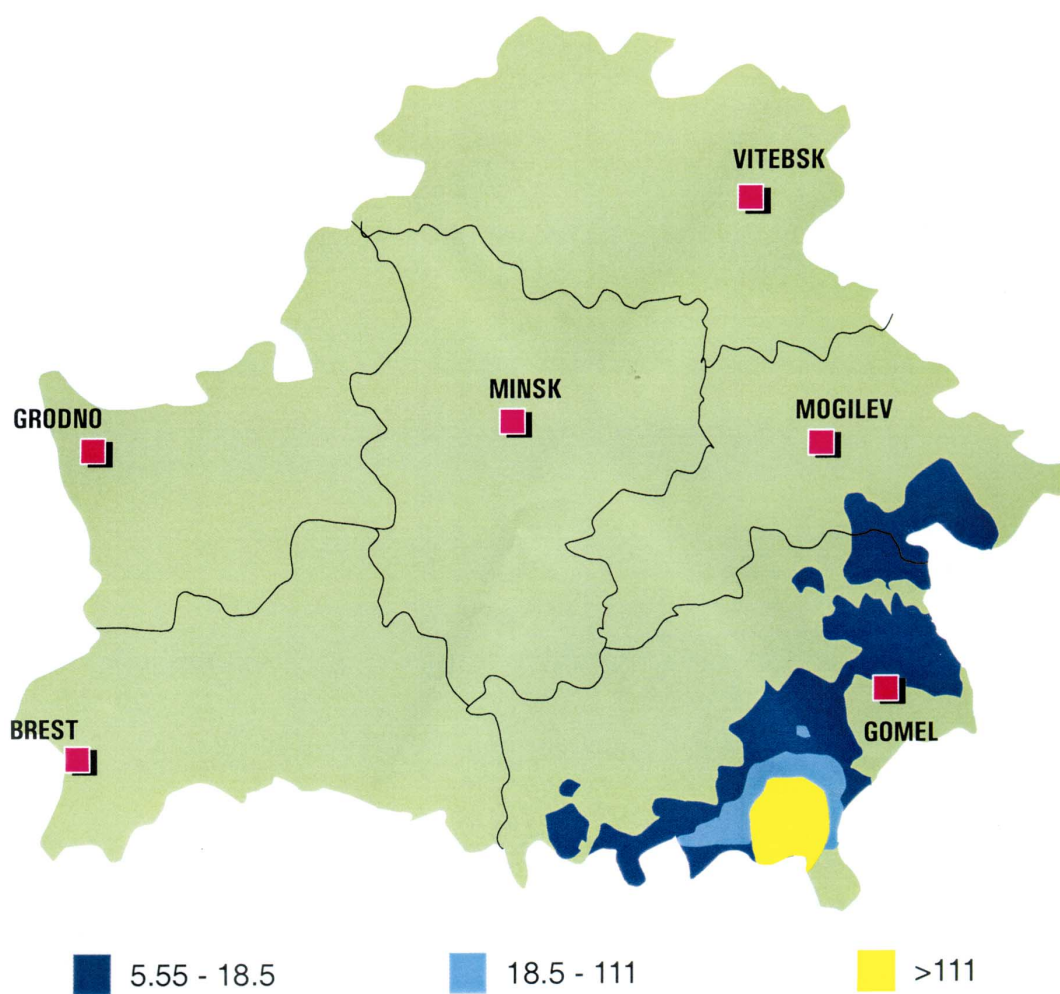 VITEBSK
MINSK
MOGILEV
GRODNO
BREST
GOMEL
5.55 - 18.5
18.5 - 111
>111